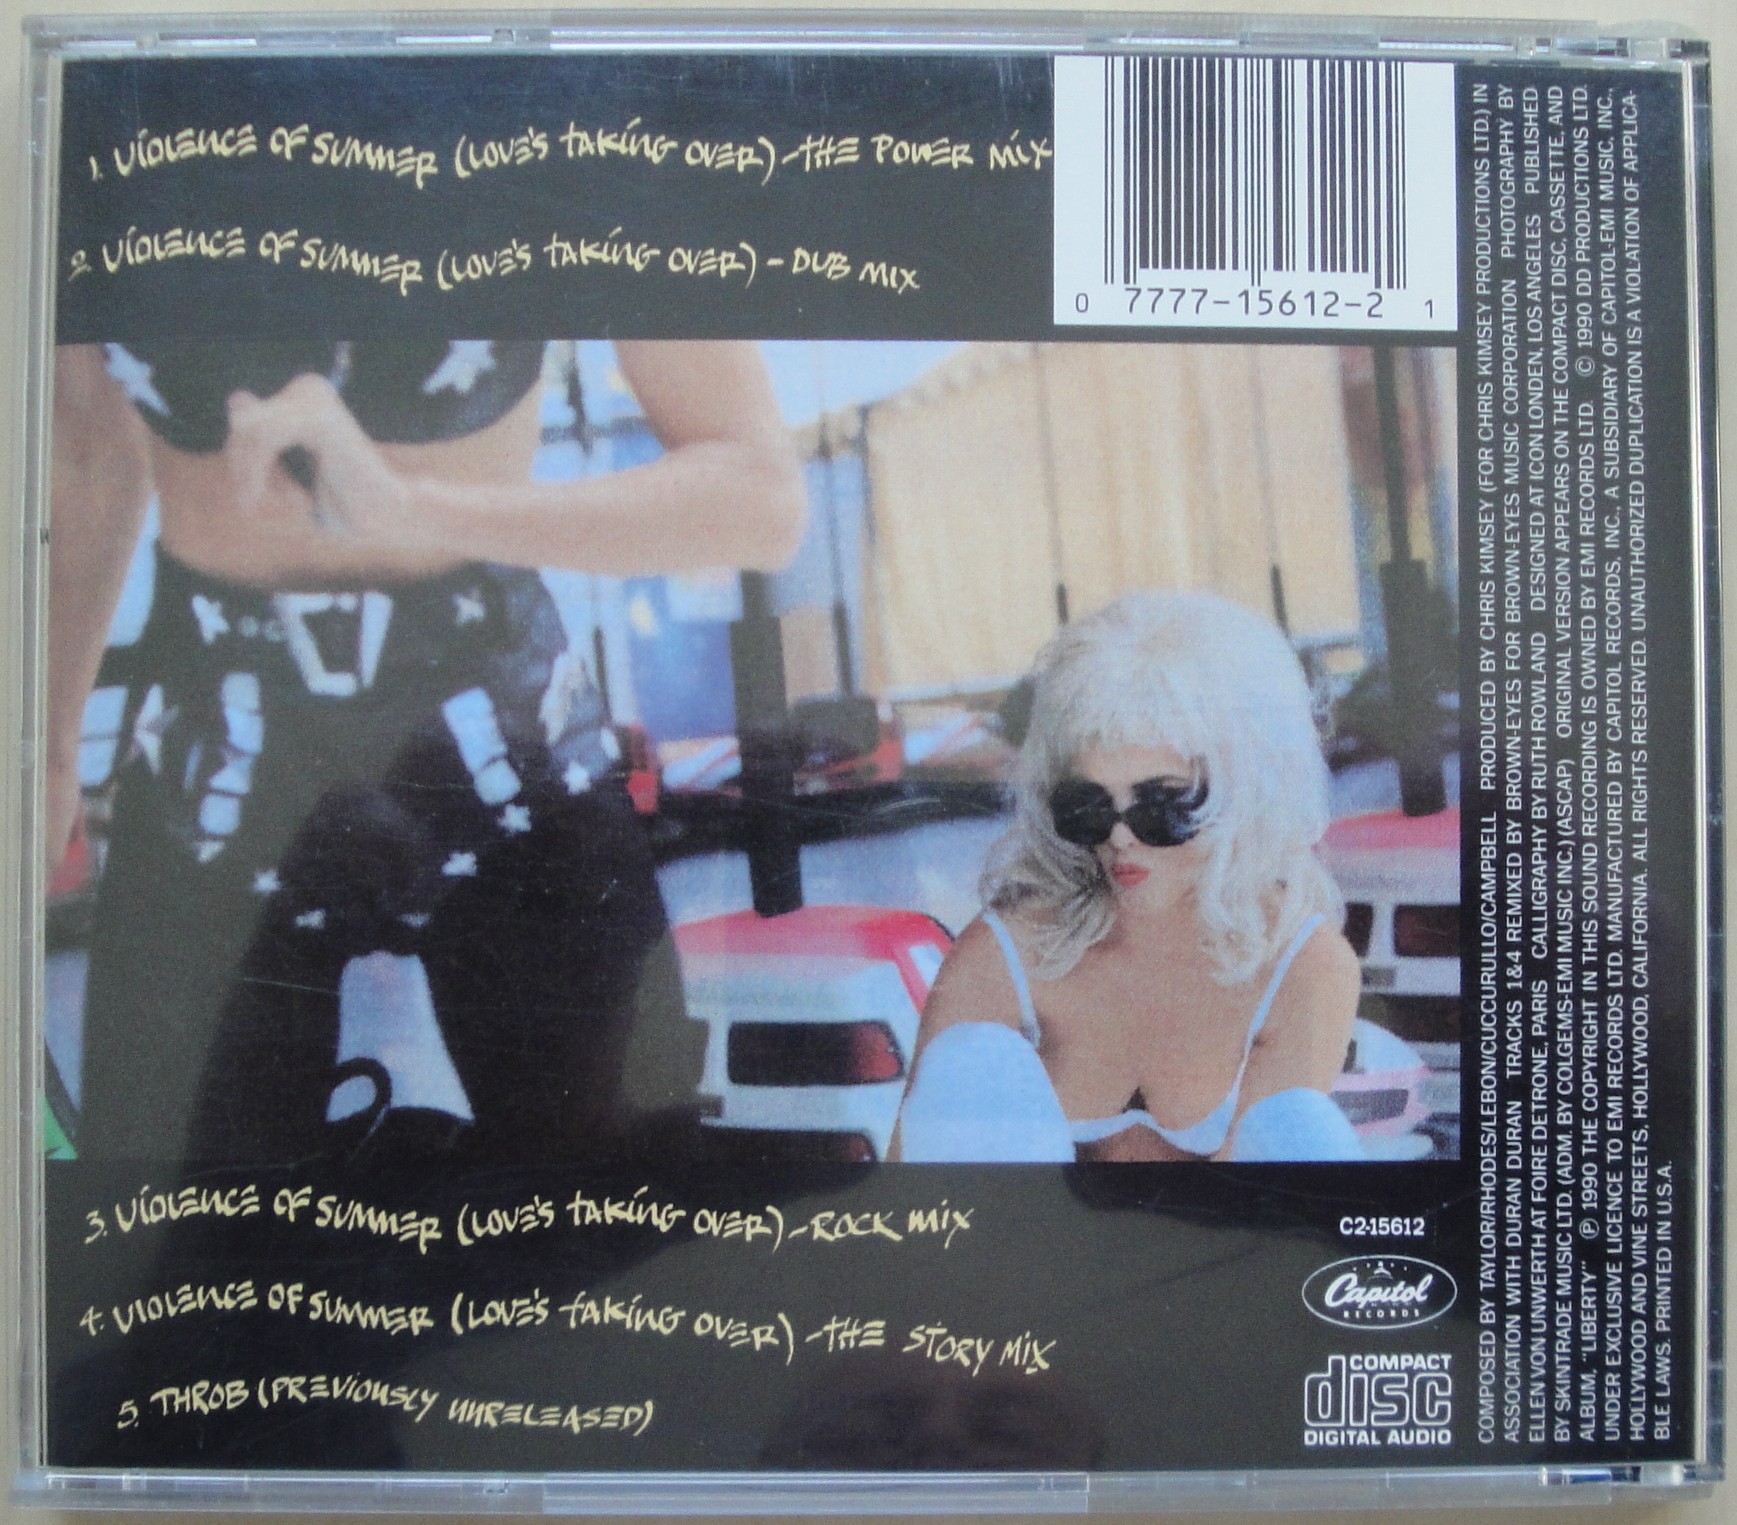 1. VIOLENCE OF SUMMER (LOVE'S TAKING OVER) - THE POWER MIX
2. VIOLENCE OF SUMMER (LOVE'S TAKING OVER) - DUB MIX
0 7777-15612-2 1
3. VIOLENCE OF SUMMER (LOVE'S TAKING OVER) - ROCK MIX
4. VIOLENCE OF SUMMER (LOVE'S TAKING OVER) - THE STORY MIX
5. THROB (PREVIOUSLY UNRELEASED)
C2-15612
Capitol
RECORDS
COMPACT
disc
DIGITAL AUDIO
COMPOSED BY TAYLOR/RHODES/LEBON/CUCCURULLO/CAMPBELL PRODUCED BY CHRIS KIMSEY (FOR CHRIS KIMSEY PRODUCTIONS LTD.) IN
ASSOCIATION WITH DURAN DURAN TRACKS 1&4 REMIXED BY BROWN-EYES FOR BROWN-EYES MUSIC CORPORATION PHOTOGRAPHY BY
ELLEN VON UNWERTH AT FOIRE DETRONE, PARIS CALLIGRAPHY BY RUTH ROWLAND DESIGNED AT ICON LONDEN, LOS ANGELES PUBLISHED
BY SKINTRADE MUSIC LTD. (ADM. BY COLGEMS-EMI MUSIC INC.) (ASCAP) ORIGINAL VERSION APPEARS ON THE COMPACT DISC, CASSETTE, AND
ALBUM, "LIBERTY" ℗ 1990 THE COPYRIGHT IN THIS SOUND RECORDING IS OWNED BY EMI RECORDS LTD. © 1990 DD PRODUCTIONS LTD.
UNDER EXCLUSIVE LICENCE TO EMI RECORDS LTD. MANUFACTURED BY CAPITOL RECORDS, INC., A SUBSIDIARY OF CAPITOL-EMI MUSIC, INC.,
HOLLYWOOD AND VINE STREETS, HOLLYWOOD, CALIFORNIA. ALL RIGHTS RESERVED. UNAUTHORIZED DUPLICATION IS A VIOLATION OF APPLICA-
BLE LAWS. PRINTED IN U.S.A.